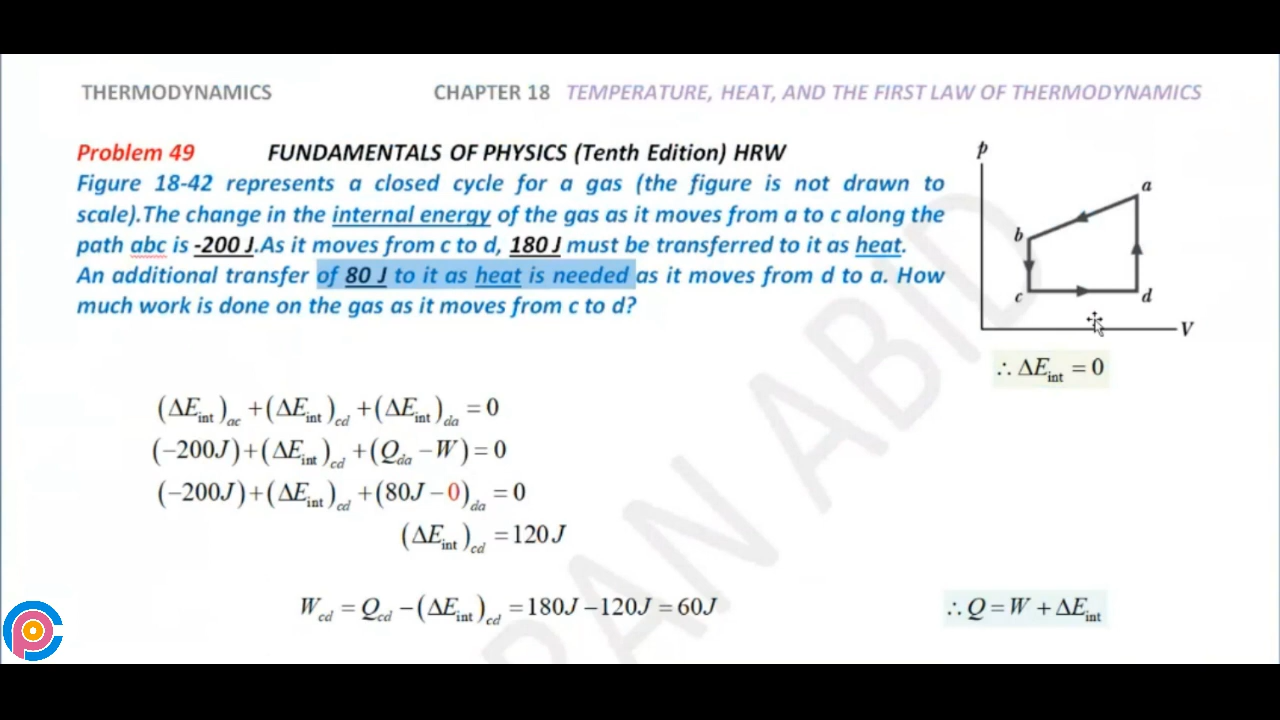 THERMODYNAMICS CHAPTER 18 TEMPERATURE, HEAT, AND THE FIRST LAW OF THERMODYNAMICS
Problem 49 FUNDAMENTALS OF PHYSICS (Tenth Edition) HRW
Figure 18-42 represents a closed cycle for a gas (the figure is not drawn to
scale).The change in the internal energy of the gas as it moves from a to c along the
path abc is -200 J.As it moves from c to d, 180 J must be transferred to it as heat.
An additional transfer of 80 J to it as heat is needed as it moves from d to a. How
much work is done on the gas as it moves from c to d?
p
a
b
c
d
V
∴ ΔE_int = 0
(ΔE_int)_ac + (ΔE_int)_cd + (ΔE_int)_da = 0
(−200J) + (ΔE_int)_cd + (Q_da − W) = 0
(−200J) + (ΔE_int)_cd + (80J − 0)_da = 0
(ΔE_int)_cd = 120J
W_cd = Q_cd − (ΔE_int)_cd = 180J − 120J = 60J
∴ Q = W + ΔE_int
PAN ABID